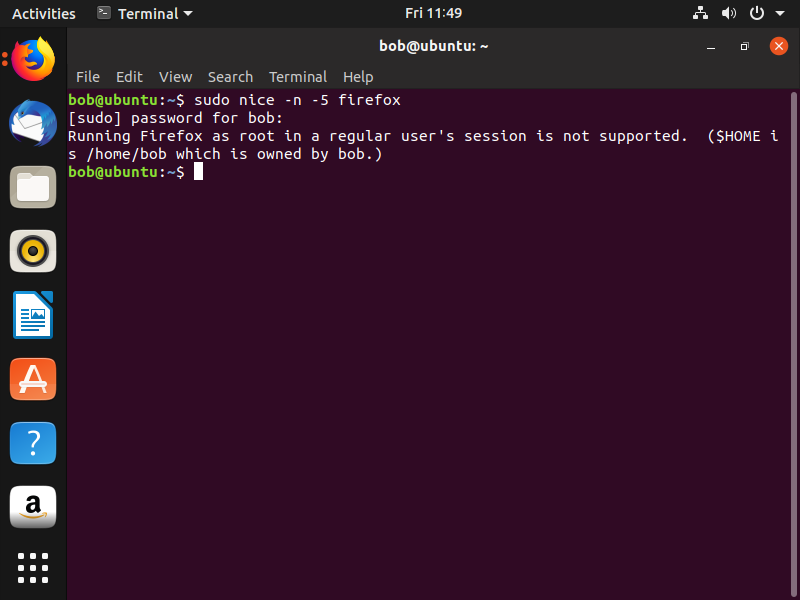 Activities Terminal Fri 11:49
bob@ubuntu: ~
File Edit View Search Terminal Help
bob@ubuntu:~$ sudo nice -n -5 firefox
[sudo] password for bob:
Running Firefox as root in a regular user's session is not supported.  ($HOME i
s /home/bob which is owned by bob.)
bob@ubuntu:~$
?
a